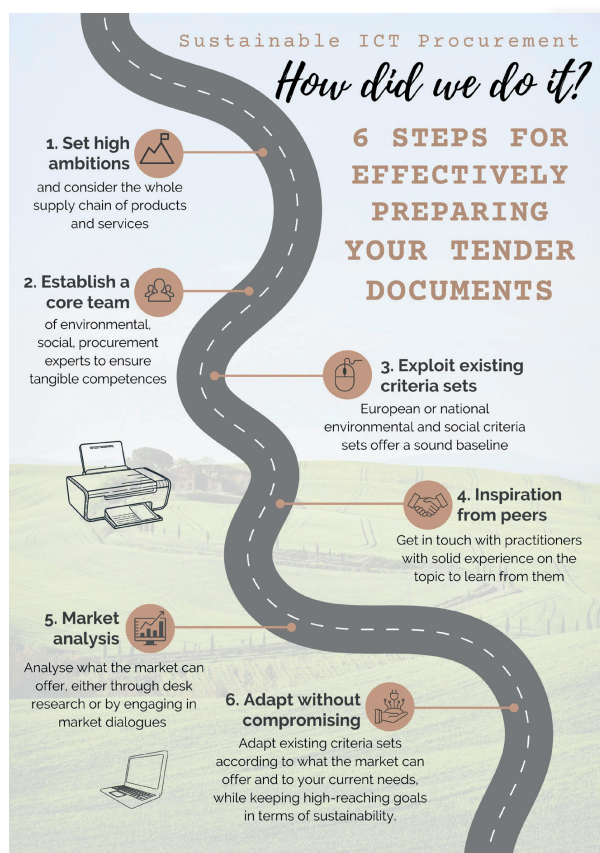 Sustainable ICT Procurement
How did we do it?
6 STEPS FOR
EFFECTIVELY
PREPARING
YOUR TENDER
DOCUMENTS
1. Set high
ambitions
and consider the whole
supply chain of products
and services
2. Establish a
core team
of environmental,
social, procurement
experts to ensure
tangible competences
3. Exploit existing
criteria sets
European or national
environmental and social criteria
sets offer a sound baseline
4. Inspiration
from peers
Get in touch with practitioners
with solid experience on the
topic to learn from them
5. Market
analysis
Analyse what the market can
offer, either through desk
research or by engaging in
market dialogues
6. Adapt without
compromising
Adapt existing criteria sets
according to what the market can
offer and to your current needs,
while keeping high-reaching goals
in terms of sustainability.